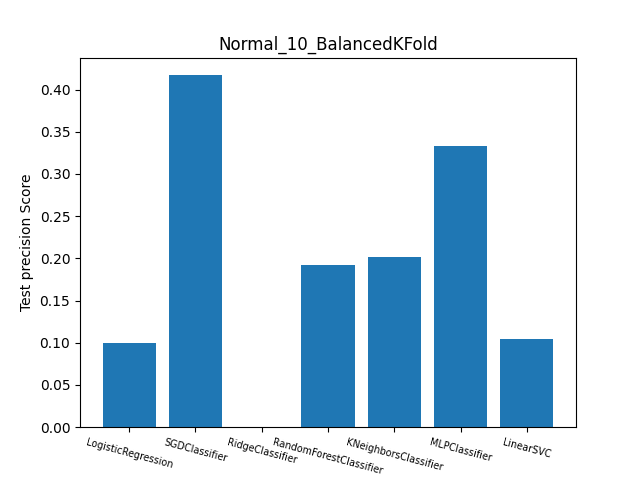 Normal_10_BalancedKFold
Test precision Score
0.40
0.35
0.30
0.25
0.20
0.15
0.10
0.05
0.00
LogisticRegression
SGDClassifier
RidgeClassifier
RandomForestClassifier
KNeighborsClassifier
MLPClassifier
LinearSVC